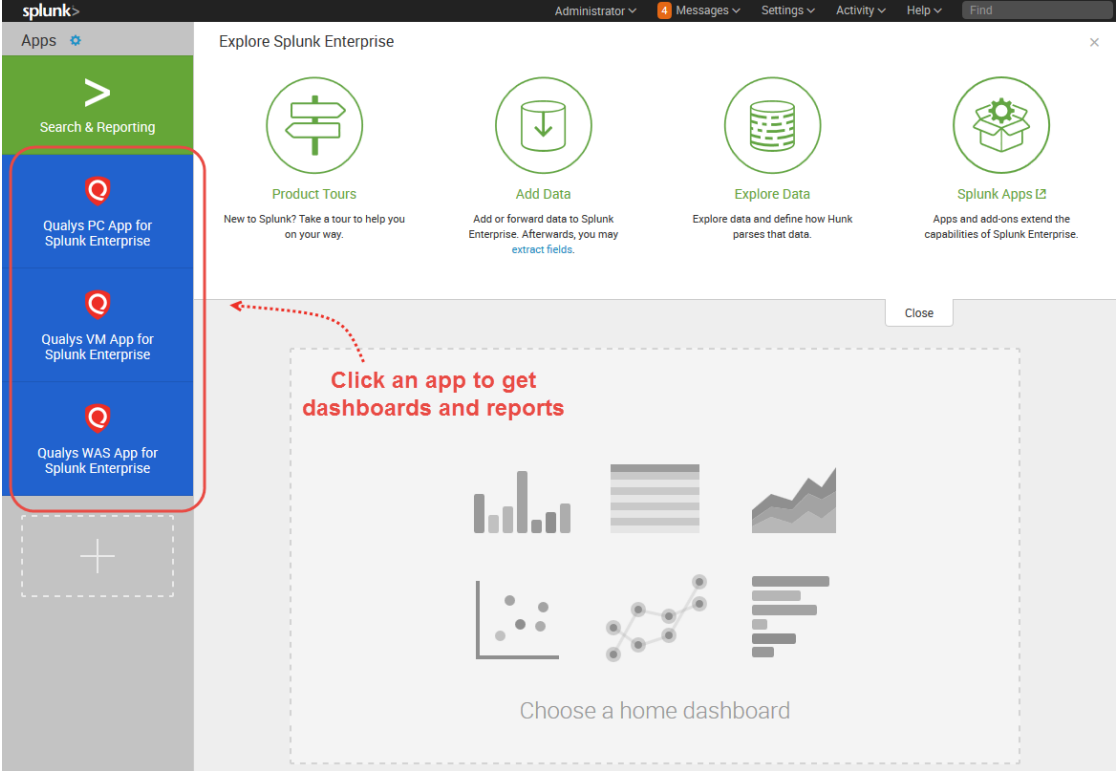 splunk>
Administrator
4 Messages
Settings
Activity
Help
Find
Apps
Explore Splunk Enterprise
×
>
Search & Reporting
Qualys PC App for
Splunk Enterprise
Qualys VM App for
Splunk Enterprise
Qualys WAS App for
Splunk Enterprise
Product Tours
New to Splunk? Take a tour to help you
on your way.
Add Data
Add or forward data to Splunk
Enterprise. Afterwards, you may
extract fields.
Explore Data
Explore data and define how Hunk
parses that data.
Splunk Apps
Apps and add-ons extend the
capabilities of Splunk Enterprise.
Close
Click an app to get
dashboards and reports
Choose a home dashboard